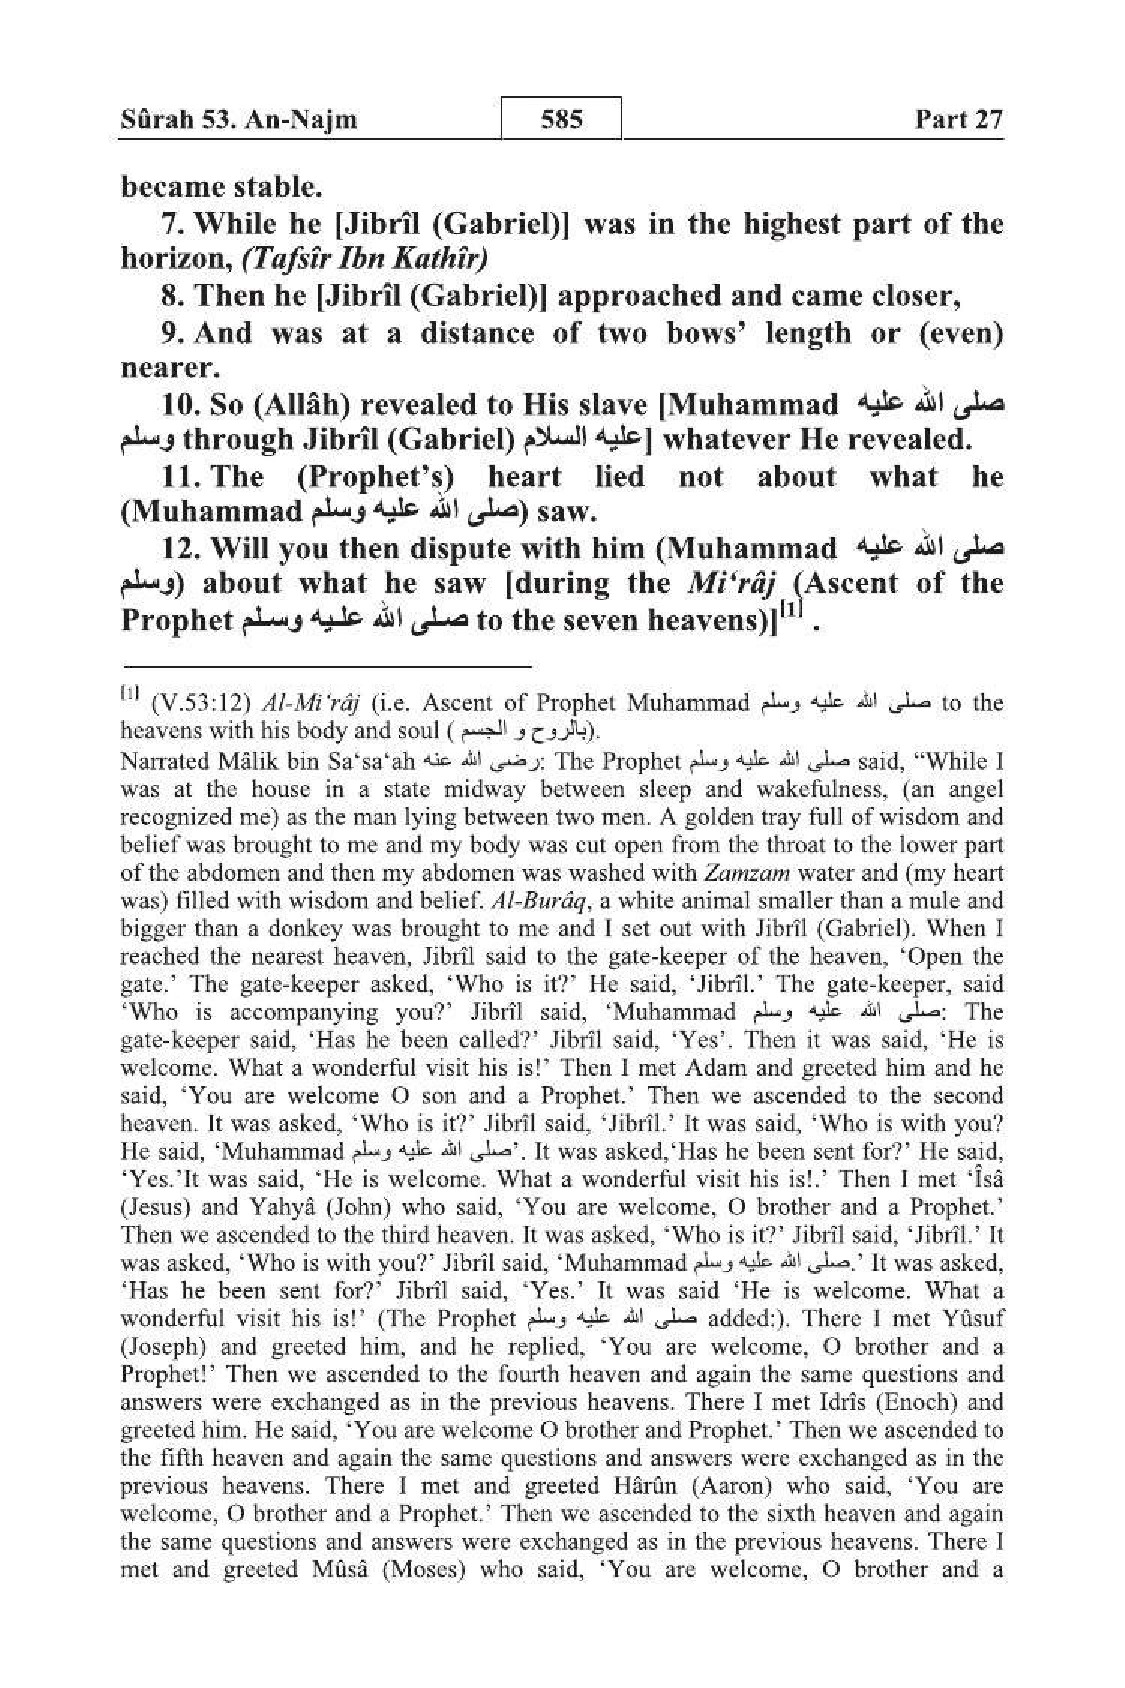 Sûrah 53. An-Najm 585 Part 27
became stable.
7. While he [Jibrîl (Gabriel)] was in the highest part of the
horizon, (Tafsîr Ibn Kathîr)
8. Then he [Jibrîl (Gabriel)] approached and came closer,
9. And was at a distance of two bows’ length or (even)
nearer.
10. So (Allâh) revealed to His slave [Muhammad صلى الله عليه
وسلم through Jibrîl (Gabriel) عليه السلام] whatever He revealed.
11. The (Prophet’s) heart lied not about what he
(Muhammad صلى الله عليه وسلم) saw.
12. Will you then dispute with him (Muhammad صلى الله عليه
وسلم) about what he saw [during the Mi‘râj (Ascent of the
Prophet صلى الله عليه وسلم to the seven heavens)][1] .
[1] (V.53:12) Al-Mi‘râj (i.e. Ascent of Prophet Muhammad صلى الله عليه وسلم to the
heavens with his body and soul ( بالروح و الجسم).
Narrated Mâlik bin Sa‘sa‘ah رضى الله عنه: The Prophet صلى الله عليه وسلم said, “While I
was at the house in a state midway between sleep and wakefulness, (an angel
recognized me) as the man lying between two men. A golden tray full of wisdom and
belief was brought to me and my body was cut open from the throat to the lower part
of the abdomen and then my abdomen was washed with Zamzam water and (my heart
was) filled with wisdom and belief. Al-Burâq, a white animal smaller than a mule and
bigger than a donkey was brought to me and I set out with Jibrîl (Gabriel). When I
reached the nearest heaven, Jibrîl said to the gate-keeper of the heaven, ‘Open the
gate.’ The gate-keeper asked, ‘Who is it?’ He said, ‘Jibrîl.’ The gate-keeper, said
‘Who is accompanying you?’ Jibrîl said, ‘Muhammad صلى الله عليه وسلم: The
gate-keeper said, ‘Has he been called?’ Jibrîl said, ‘Yes’. Then it was said, ‘He is
welcome. What a wonderful visit his is!’ Then I met Adam and greeted him and he
said, ‘You are welcome O son and a Prophet.’ Then we ascended to the second
heaven. It was asked, ‘Who is it?’ Jibrîl said, ‘Jibrîl.’ It was said, ‘Who is with you?
He said, ‘Muhammad صلى الله عليه وسلم’. It was asked,‘Has he been sent for?’ He said,
‘Yes.’It was said, ‘He is welcome. What a wonderful visit his is!.’ Then I met ‘Îsâ
(Jesus) and Yahyâ (John) who said, ‘You are welcome, O brother and a Prophet.’
Then we ascended to the third heaven. It was asked, ‘Who is it?’ Jibrîl said, ‘Jibrîl.’ It
was asked, ‘Who is with you?’ Jibrîl said, ‘Muhammad صلى الله عليه وسلم.’ It was asked,
‘Has he been sent for?’ Jibrîl said, ‘Yes.’ It was said ‘He is welcome. What a
wonderful visit his is!’ (The Prophet صلى الله عليه وسلم added:). There I met Yûsuf
(Joseph) and greeted him, and he replied, ‘You are welcome, O brother and a
Prophet!’ Then we ascended to the fourth heaven and again the same questions and
answers were exchanged as in the previous heavens. There I met Idrîs (Enoch) and
greeted him. He said, ‘You are welcome O brother and Prophet.’ Then we ascended to
the fifth heaven and again the same questions and answers were exchanged as in the
previous heavens. There I met and greeted Hârûn (Aaron) who said, ‘You are
welcome, O brother and a Prophet.’ Then we ascended to the sixth heaven and again
the same questions and answers were exchanged as in the previous heavens. There I
met and greeted Mûsâ (Moses) who said, ‘You are welcome, O brother and a